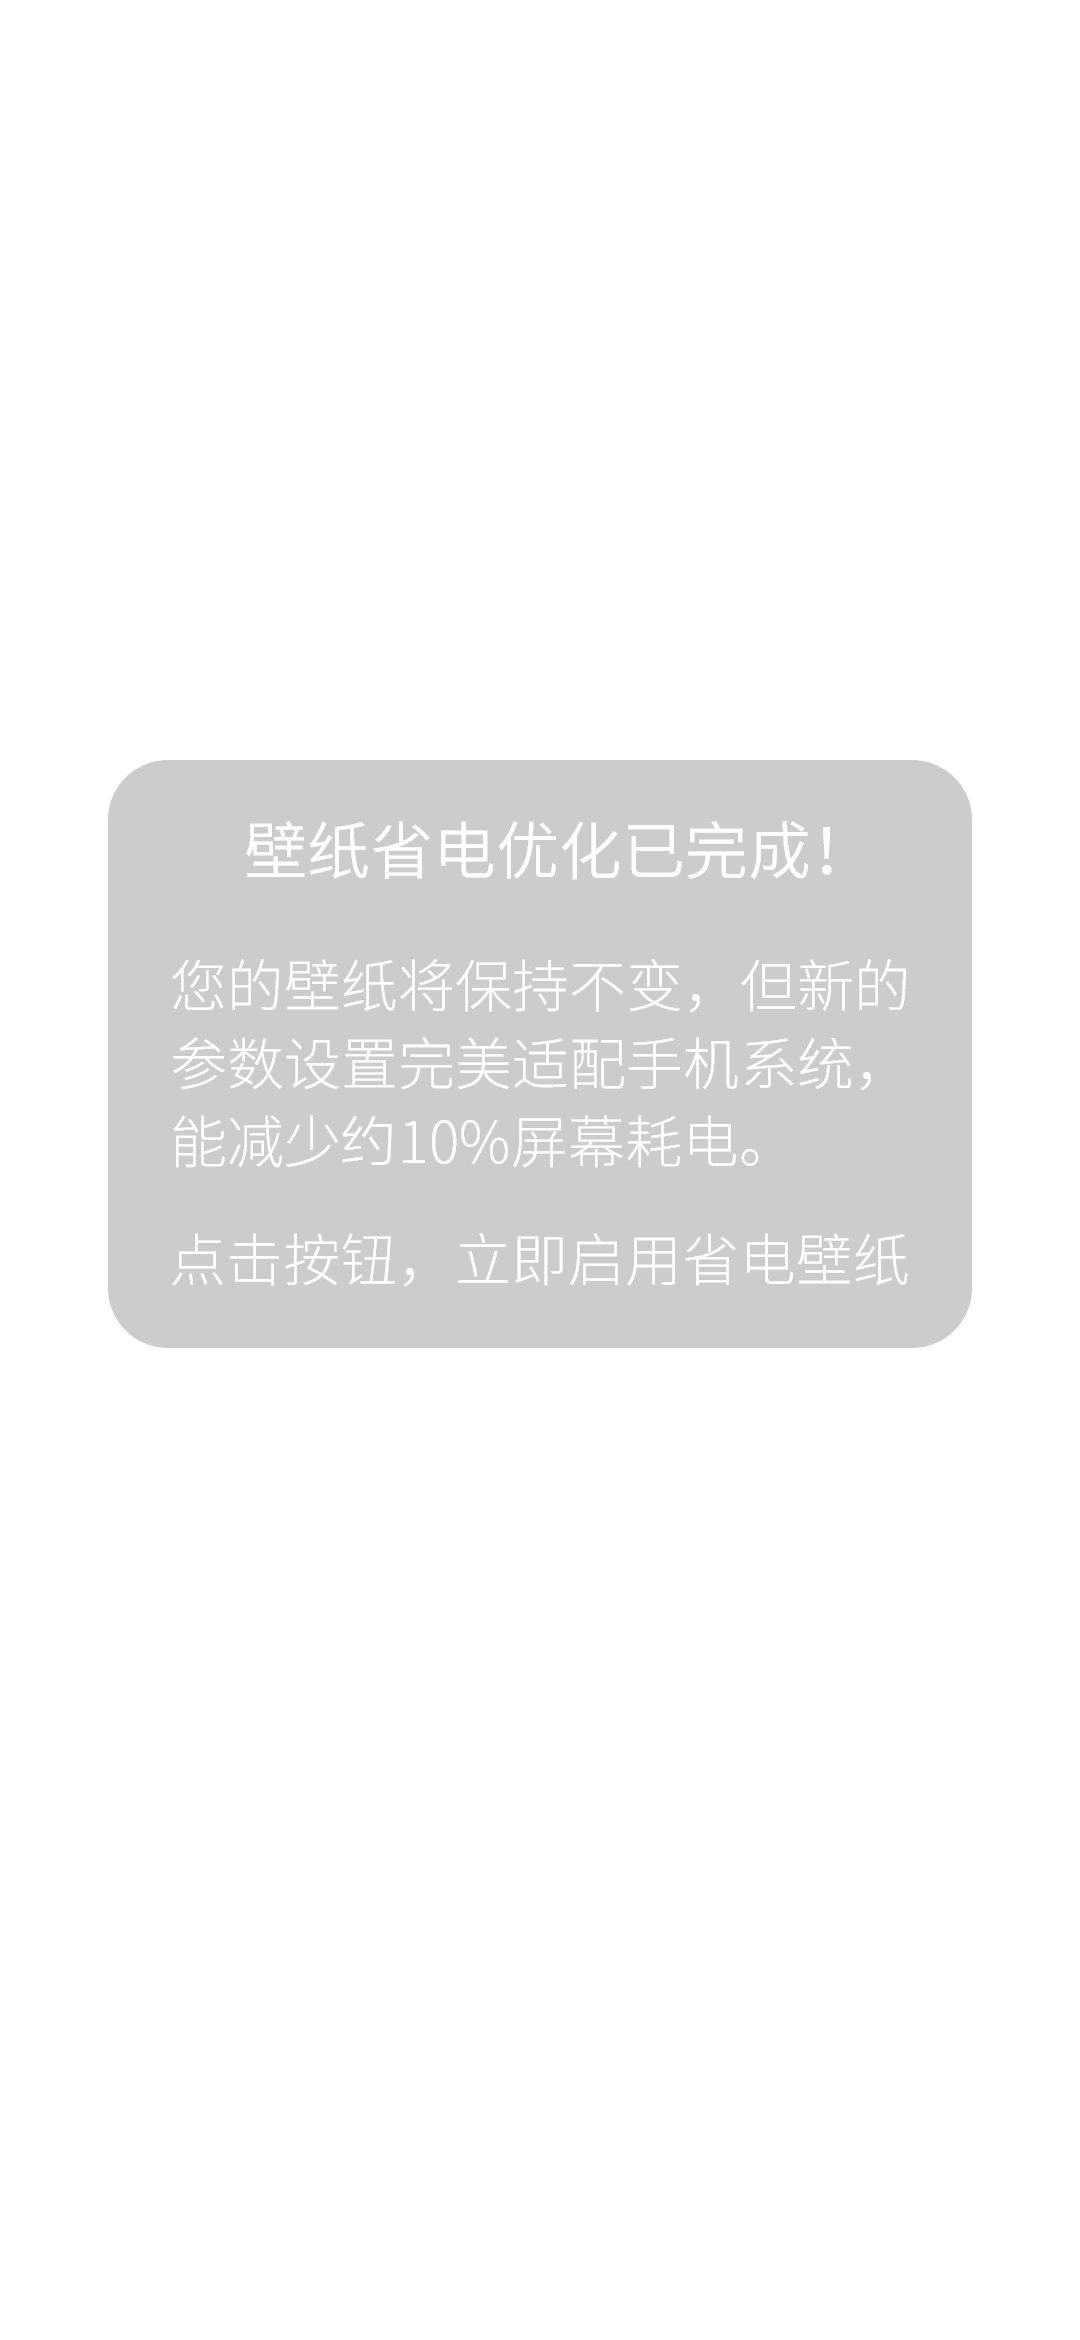 壁纸省电优化已完成！
您的壁纸将保持不变，但新的
参数设置完美适配手机系统，
能减少约10%屏幕耗电。
点击按钮，立即启用省电壁纸